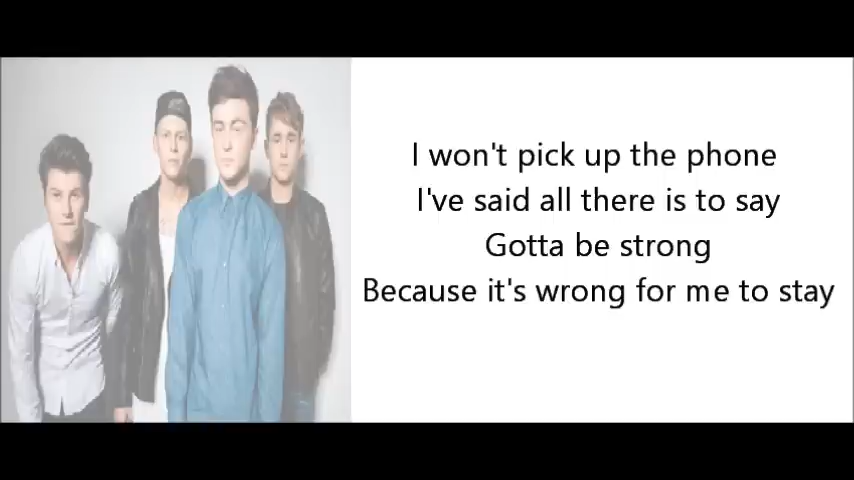 I won't pick up the phone
I've said all there is to say
Gotta be strong
Because it's wrong for me to stay